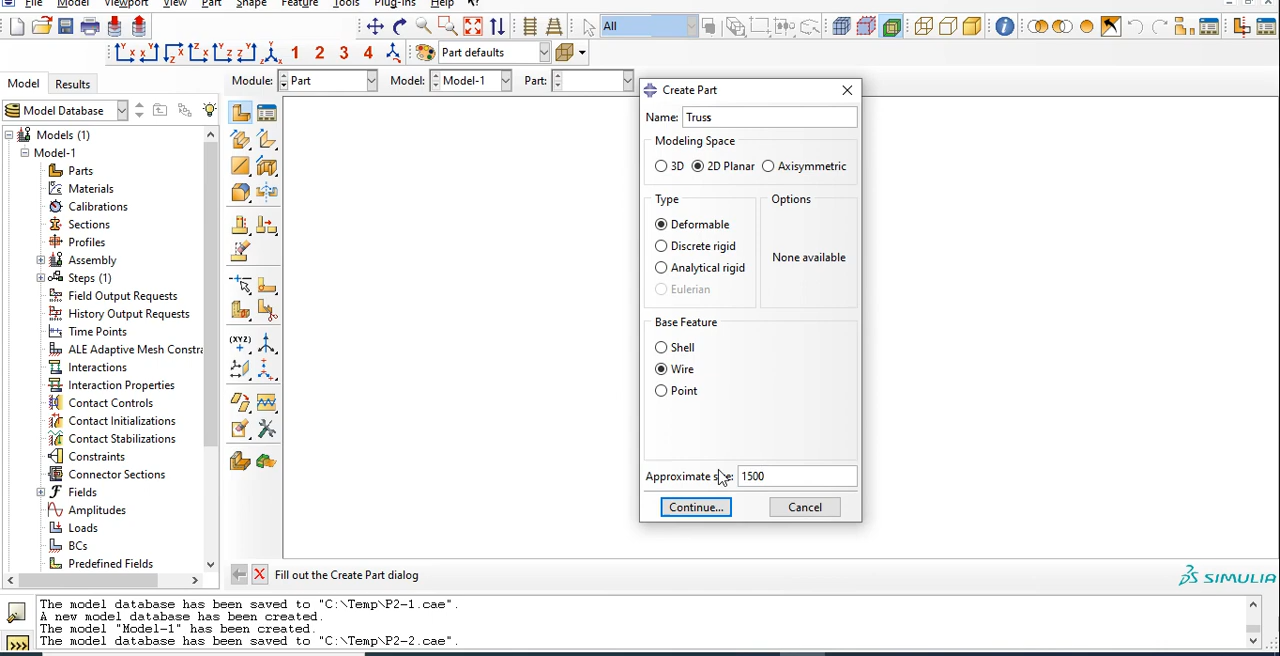 File Model Viewport View Part Shape Feature Tools Plug-ins Help
All
1 2 3 4 Part defaults
Model Results
Module: Part Model: Model-1 Part:
Model Database
Models (1)
Model-1
Parts
Materials
Calibrations
Sections
Profiles
Assembly
Steps (1)
Field Output Requests
History Output Requests
Time Points
ALE Adaptive Mesh Constra
Interactions
Interaction Properties
Contact Controls
Contact Initializations
Contact Stabilizations
Constraints
Connector Sections
Fields
Amplitudes
Loads
BCs
Predefined Fields
(XYZ)
Create Part
Name: Truss
Modeling Space
3D 2D Planar Axisymmetric
Type
Deformable
Discrete rigid
Analytical rigid
Eulerian
Options
None available
Base Feature
Shell
Wire
Point
Approximate size: 1500
Continue... Cancel
Fill out the Create Part dialog
SIMULIA
The model database has been saved to "C:\Temp\P2-1.cae".
A new model database has been created.
The model "Model-1" has been created.
The model database has been saved to "C:\Temp\P2-2.cae".